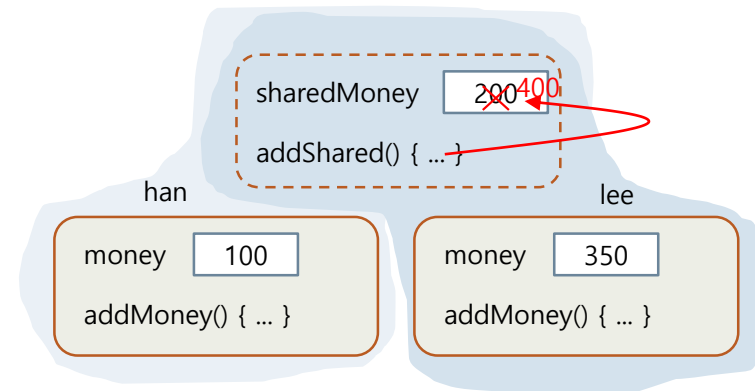 sharedMoney 200 400
addShared() { ... }
han
lee
money 100
addMoney() { ... }
money 350
addMoney() { ... }